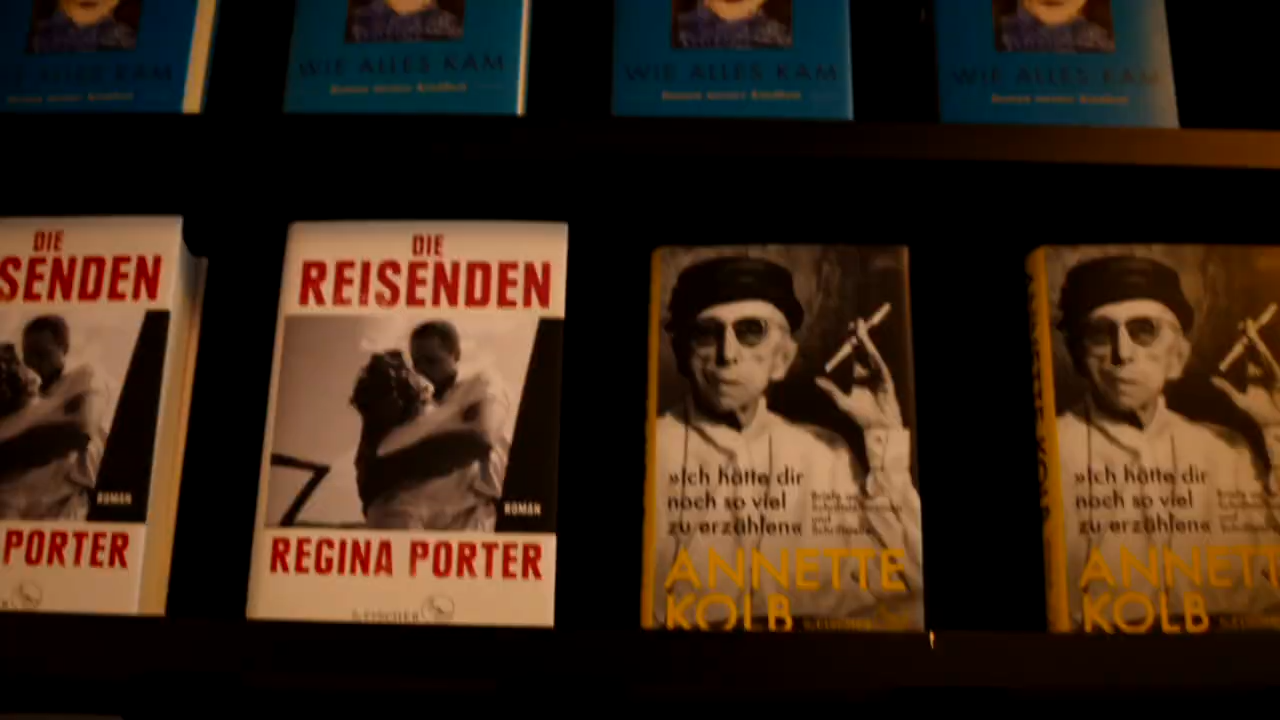 WIE ALLES KAM
WIE ALLES KAM
WIE ALLES KAM
WIE ALLES KAM
DIE
SENDEN
ROMAN
PORTER
DIE
REISENDEN
ROMAN
REGINA PORTER
S.FISCHER
»Ich hätte dir
noch so viel
zu erzählen«
ANNETTE
KOLB
»Ich hätte dir
noch so viel
zu erzählen«
ANNETT
KOLB